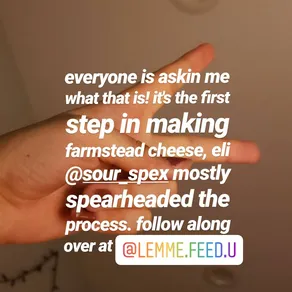 everyone is askin me
what that is! it's the first
step in making
farmstead cheese, eli
@sour_spex mostly
spearheaded the
process. follow along
over at @LEMME.FEED.U